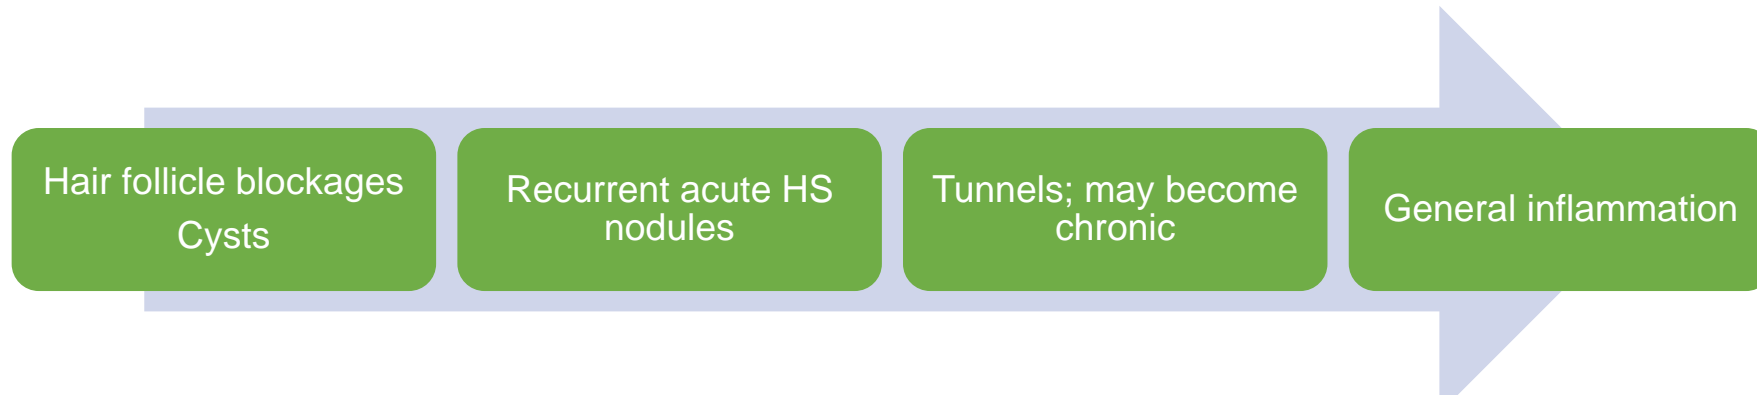 Hair follicle blockages
Cysts
Recurrent acute HS
nodules
Tunnels; may become
chronic
General inflammation